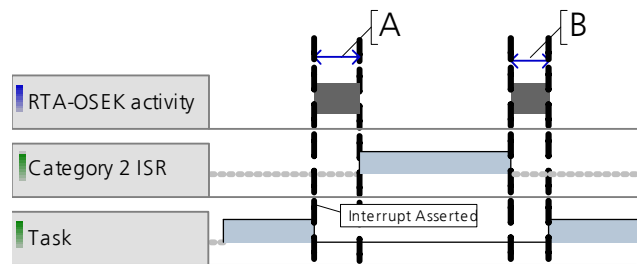 A
B
RTA-OSEK activity
Category 2 ISR
Interrupt Asserted
Task